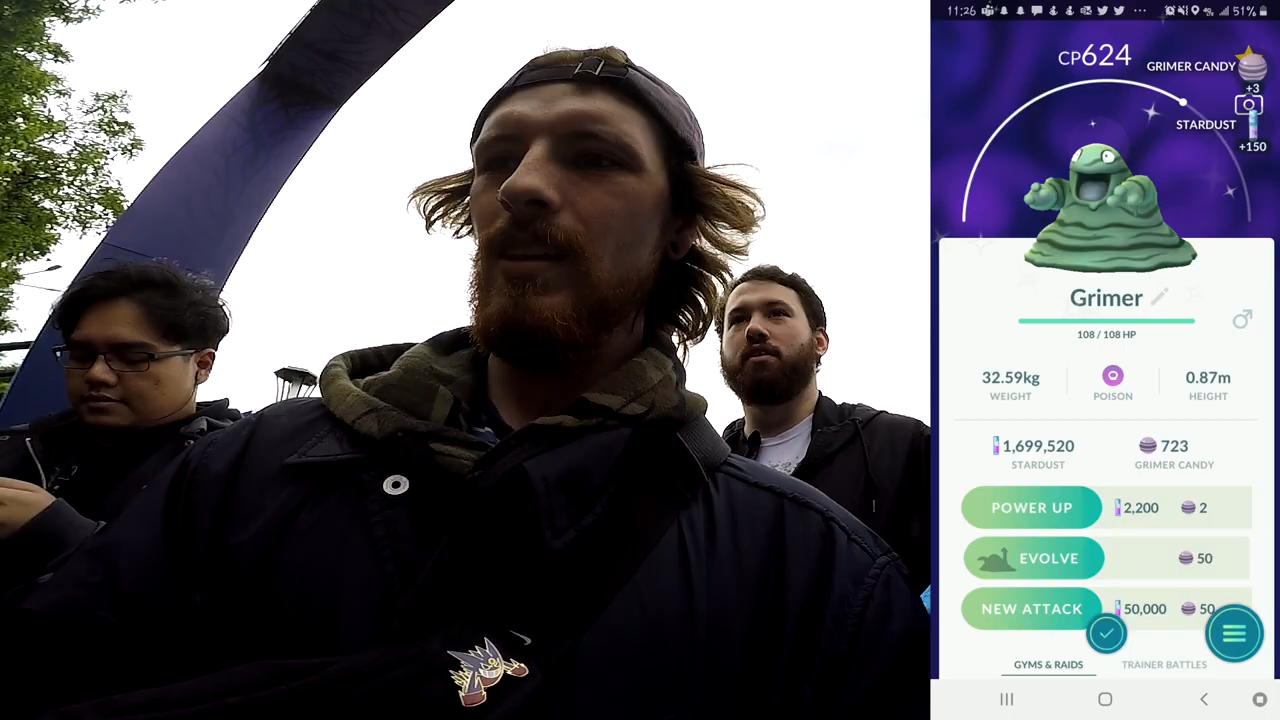 11:26
51%
CP624
GRIMER CANDY
+3
STARDUST
+150
Grimer
108 / 108 HP
32.59kg
WEIGHT
POISON
0.87m
HEIGHT
1,699,520
STARDUST
723
GRIMER CANDY
POWER UP 2,200 2
EVOLVE 50
NEW ATTACK 50,000 50
GYMS & RAIDS
TRAINER BATTLES